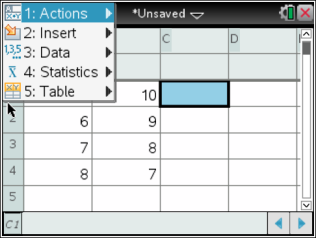 1: Actions *Unsaved
2: Insert C D
3: Data
4: Statistics
5: Table 10
2 6 9
3 7 8
4 8 7
5
C1